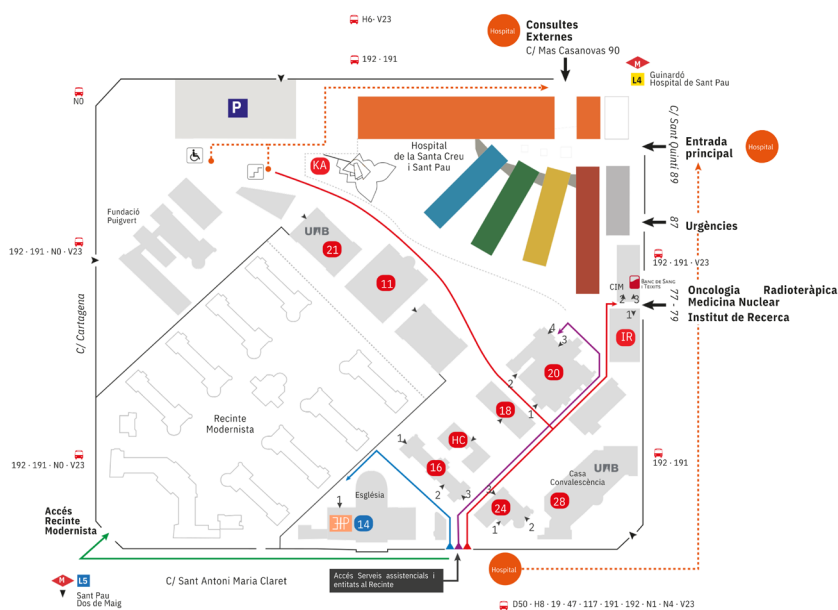 H6· V23
Hospital
Consultes
Externes
C/ Mas Casanovas 90
192 · 191
M
L4
Guinardó
Hospital de Sant Pau
N0
P
C/ Sant Quintí 89
Entrada
principal
Hospital
Hospital
de la Santa Creu
i Sant Pau
KA
Fundació
Puigvert
87
Urgències
UAB
21
192 · 191 · N0 · V23
192 · 191 · V23
11
CIM
BANC DE SANG
I TEIXITS
2
3
77 - 79
Oncologia Radioteràpica
Medicina Nuclear
Institut de Recerca
1
IR
C/ Cartagena
4
3
20
2
1
18
Recinte
Modernista
HC
1
16
2
3
192 · 191 · N0 · V23
192 · 191
Casa
Convalescència
UAB
28
Església
3
24
1
2
1
14
Accés
Recinte
Modernista
M
L5
Sant Pau
Dos de Maig
C/ Sant Antoni Maria Claret
Accés Serveis assistencials i
entitats al Recinte
Hospital
D50 · H8 · 19 · 47 · 117 · 191 · 192 · N1 · N4 · V23